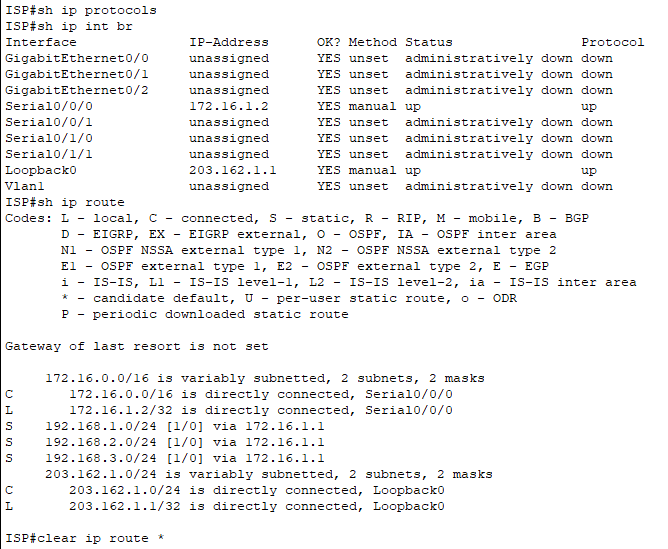 ISP#sh ip protocols
ISP#sh ip int br
Interface              IP-Address      OK? Method Status                Protocol
GigabitEthernet0/0     unassigned      YES unset  administratively down down
GigabitEthernet0/1     unassigned      YES unset  administratively down down
GigabitEthernet0/2     unassigned      YES unset  administratively down down
Serial0/0/0            172.16.1.2      YES manual up                    up
Serial0/0/1            unassigned      YES unset  administratively down down
Serial0/1/0            unassigned      YES unset  administratively down down
Serial0/1/1            unassigned      YES unset  administratively down down
Loopback0              203.162.1.1     YES manual up                    up
Vlan1                  unassigned      YES unset  administratively down down
ISP#sh ip route
Codes: L - local, C - connected, S - static, R - RIP, M - mobile, B - BGP
       D - EIGRP, EX - EIGRP external, O - OSPF, IA - OSPF inter area
       N1 - OSPF NSSA external type 1, N2 - OSPF NSSA external type 2
       E1 - OSPF external type 1, E2 - OSPF external type 2, E - EGP
       i - IS-IS, L1 - IS-IS level-1, L2 - IS-IS level-2, ia - IS-IS inter area
       * - candidate default, U - per-user static route, o - ODR
       P - periodic downloaded static route

Gateway of last resort is not set

     172.16.0.0/16 is variably subnetted, 2 subnets, 2 masks
C       172.16.0.0/16 is directly connected, Serial0/0/0
L       172.16.1.2/32 is directly connected, Serial0/0/0
S    192.168.1.0/24 [1/0] via 172.16.1.1
S    192.168.2.0/24 [1/0] via 172.16.1.1
S    192.168.3.0/24 [1/0] via 172.16.1.1
     203.162.1.0/24 is variably subnetted, 2 subnets, 2 masks
C       203.162.1.0/24 is directly connected, Loopback0
L       203.162.1.1/32 is directly connected, Loopback0

ISP#clear ip route *